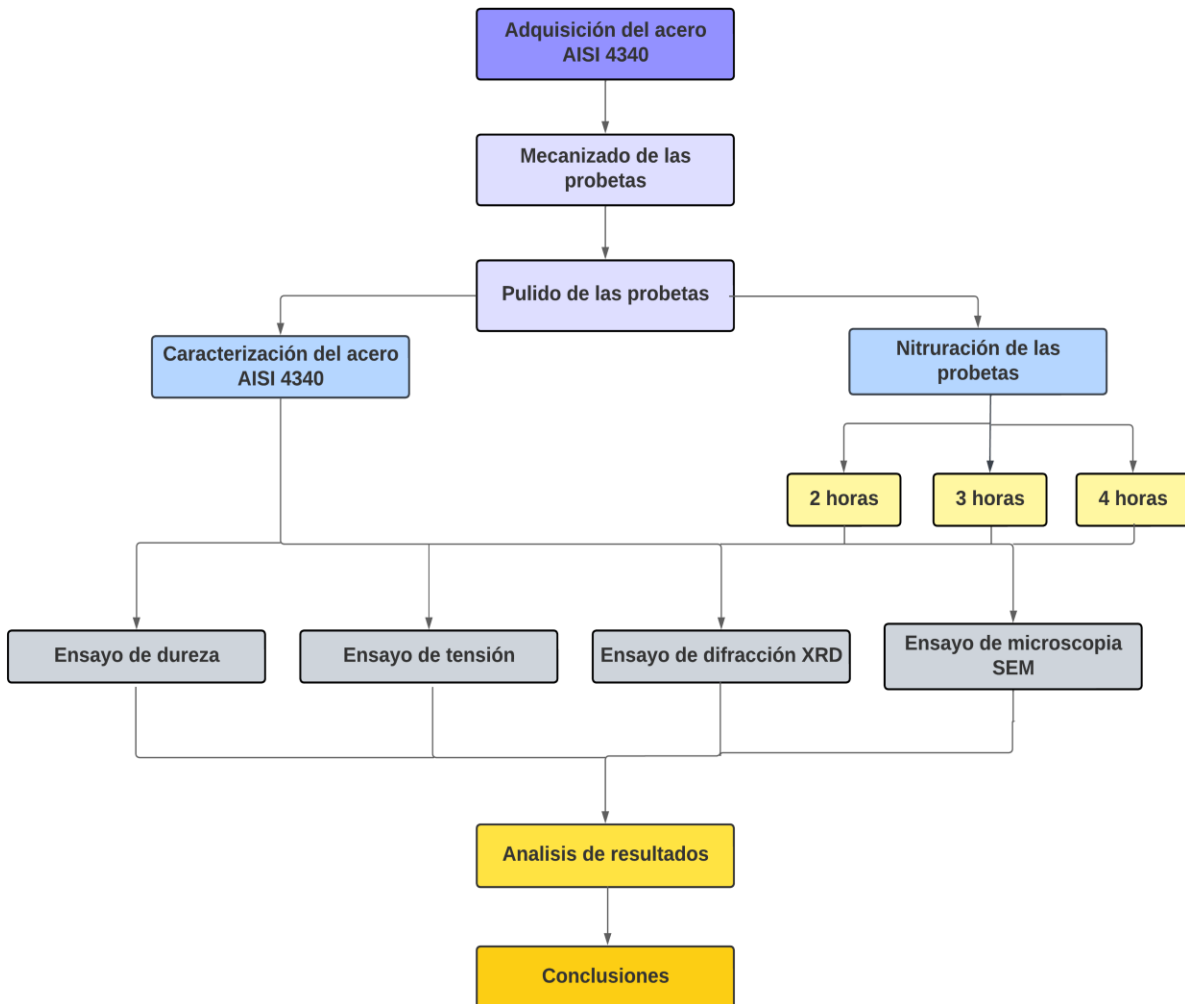 Adquisición del acero
AISI 4340
Mecanizado de las
probetas
Pulido de las probetas
Caracterización del acero
AISI 4340
Nitruración de las
probetas
2 horas
3 horas
4 horas
Ensayo de dureza
Ensayo de tensión
Ensayo de difracción XRD
Ensayo de microscopia
SEM
Analisis de resultados
Conclusiones